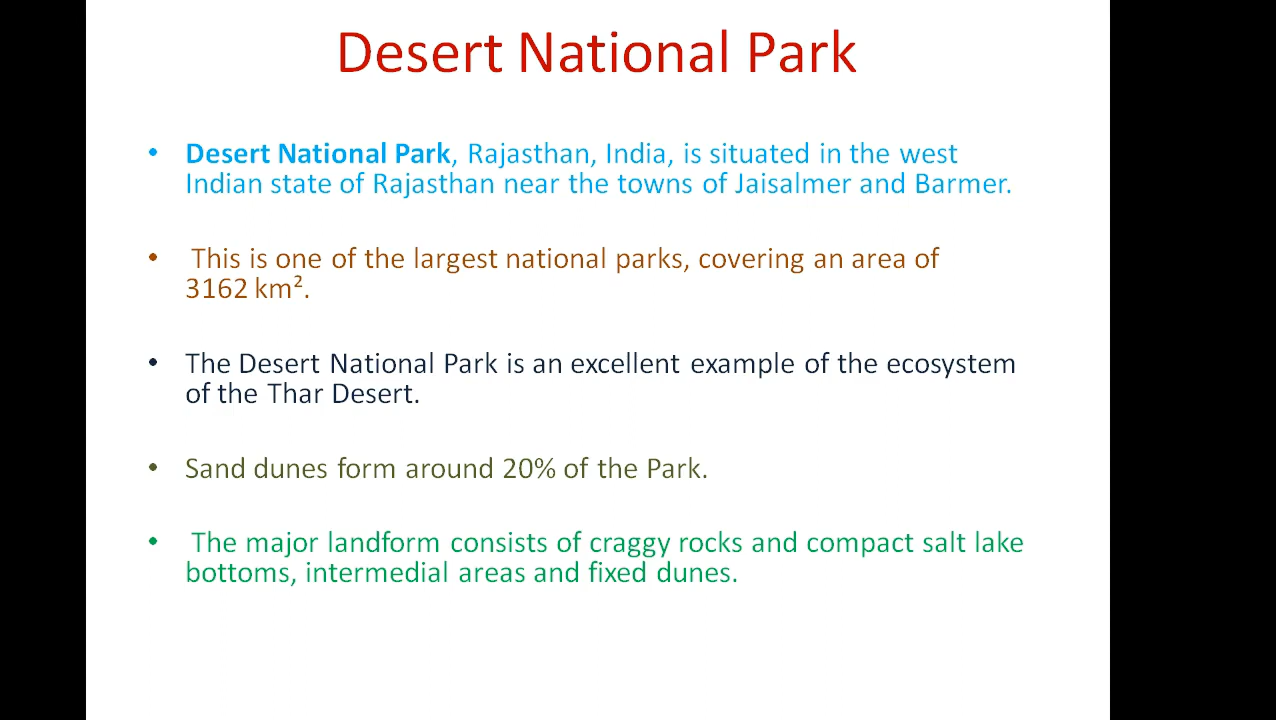 Desert National Park
• Desert National Park, Rajasthan, India, is situated in the west
Indian state of Rajasthan near the towns of Jaisalmer and Barmer.
• This is one of the largest national parks, covering an area of
3162 km².
• The Desert National Park is an excellent example of the ecosystem
of the Thar Desert.
• Sand dunes form around 20% of the Park.
• The major landform consists of craggy rocks and compact salt lake
bottoms, intermedial areas and fixed dunes.